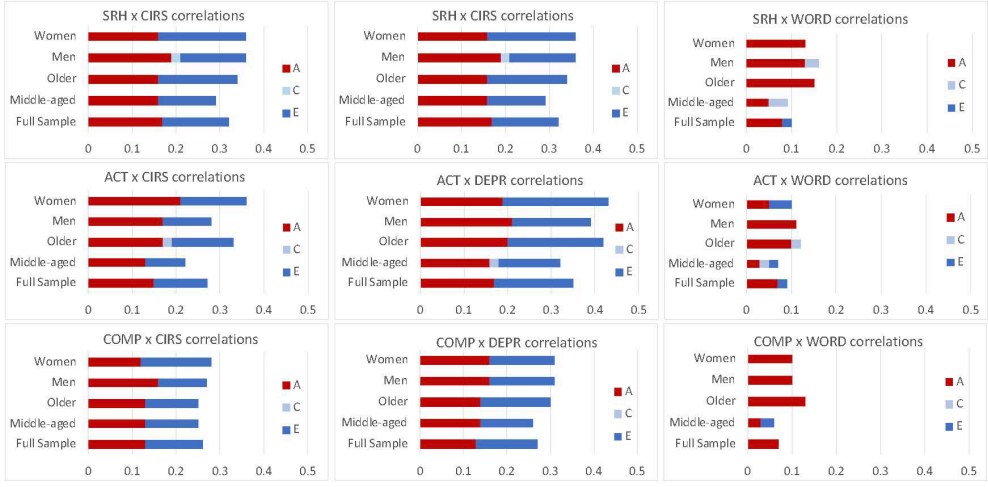 SRH x CIRS correlations
Women
Men
Older
Middle-aged
Full Sample
A
C
E
0 0.1 0.2 0.3 0.4 0.5
SRH x CIRS correlations
Women
Men
Older
Middle-aged
Full Sample
A
C
E
0 0.1 0.2 0.3 0.4 0.5
SRH x WORD correlations
Women
Men
Older
Middle-aged
Full Sample
A
C
E
0 0.1 0.2 0.3 0.4 0.5
ACT x CIRS correlations
Women
Men
Older
Middle-aged
Full Sample
A
C
E
0 0.1 0.2 0.3 0.4 0.5
ACT x DEPR correlations
Women
Men
Older
Middle-aged
Full Sample
A
C
E
0 0.1 0.2 0.3 0.4 0.5
ACT x WORD correlations
Women
Men
Older
Middle-aged
Full Sample
A
C
E
0 0.1 0.2 0.3 0.4 0.5
COMP x CIRS correlations
Women
Men
Older
Middle-aged
Full Sample
A
C
E
0 0.1 0.2 0.3 0.4 0.5
COMP x DEPR correlations
Women
Men
Older
Middle-aged
Full Sample
A
C
E
0 0.1 0.2 0.3 0.4 0.5
COMP x WORD correlations
Women
Men
Older
Middle-aged
Full Sample
A
C
E
0 0.1 0.2 0.3 0.4 0.5